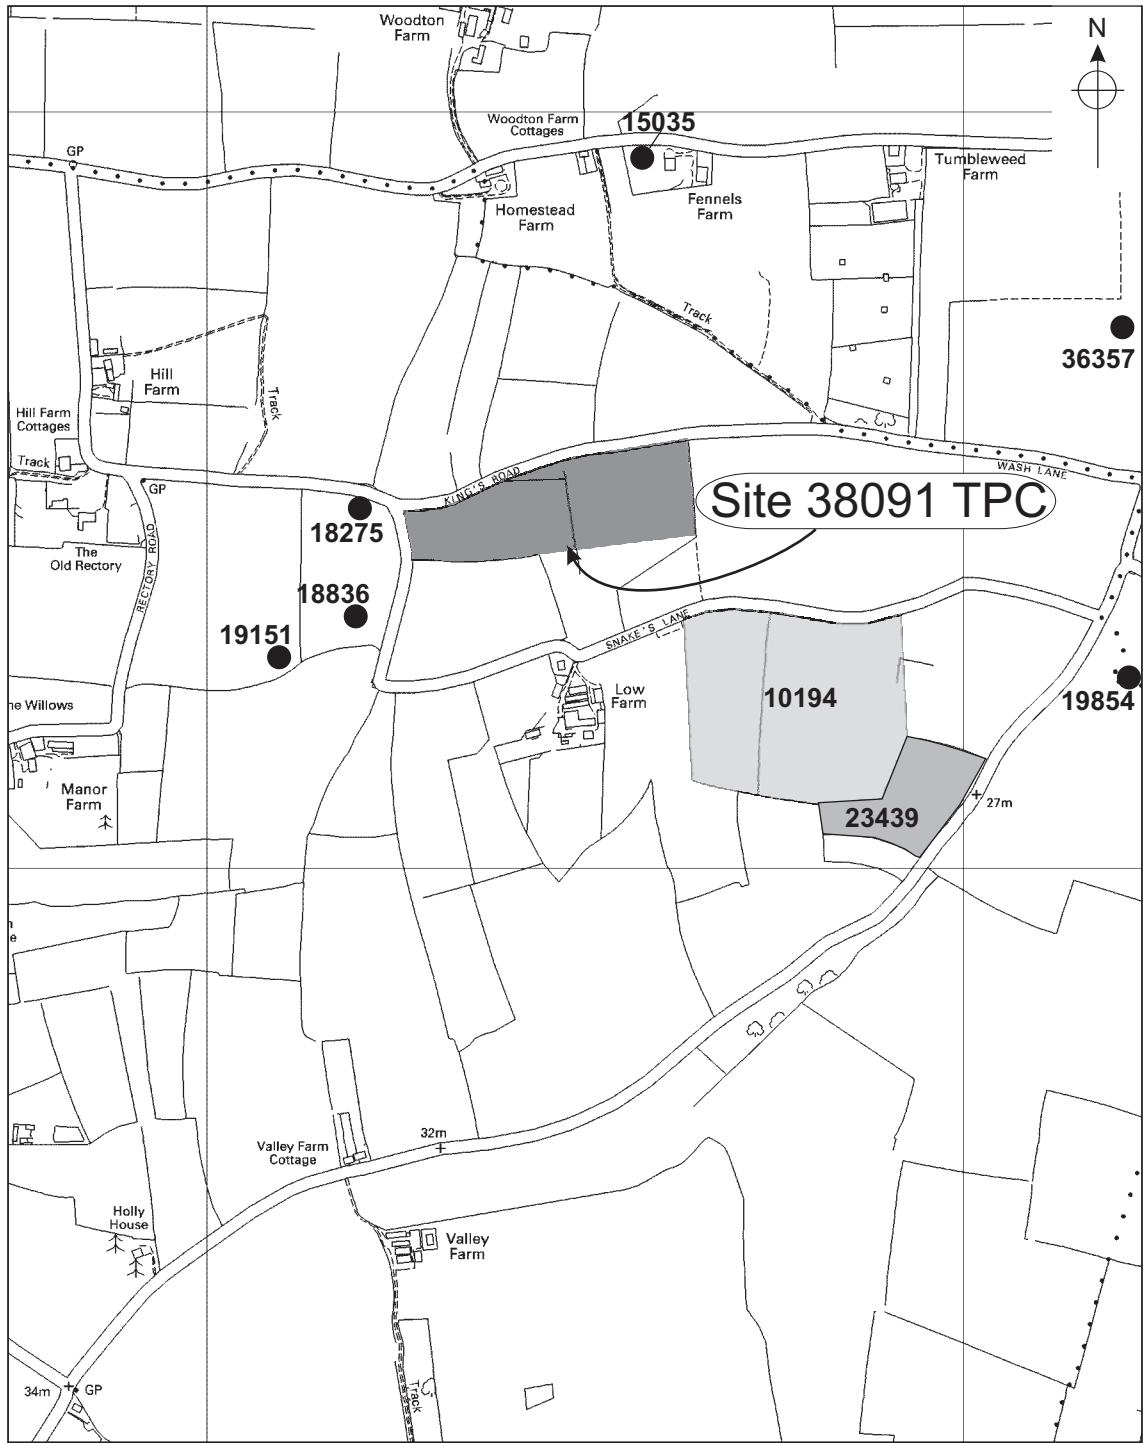 Woodton
Farm
N
15035
Woodton Farm
Cottages
GP
Tumbleweed
Farm
Fennels
Farm
Homestead
Farm
Track
36357
Hill
Farm
Track
Hill Farm
Cottages
Track
GP
KING'S ROAD
WASH LANE
Site 38091 TPC
18275
The
Old Rectory
RECTORY ROAD
18836
19151
SNAKE'S LANE
Low
Farm
10194
19854
he Willows
Manor
Farm
27m
23439
e
32m
Valley Farm
Cottage
Holly
House
Valley
Farm
Track
34m
GP